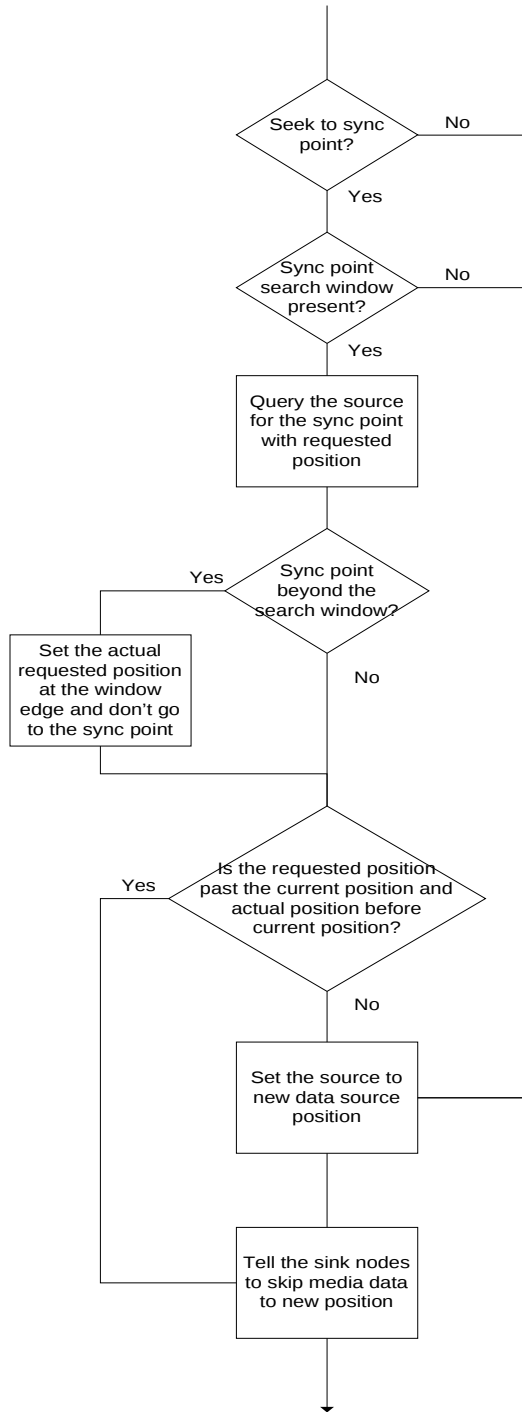 Seek to sync
point?
No
Yes
Sync point
search window
present?
No
Yes
Query the source
for the sync point
with requested
position
Yes
Sync point
beyond the
search window?
Set the actual
requested position
at the window
edge and don’t go
to the sync point
No
Is the requested position
past the current position and
actual position before
current position?
Yes
No
Set the source to
new data source
position
Tell the sink nodes
to skip media data
to new position